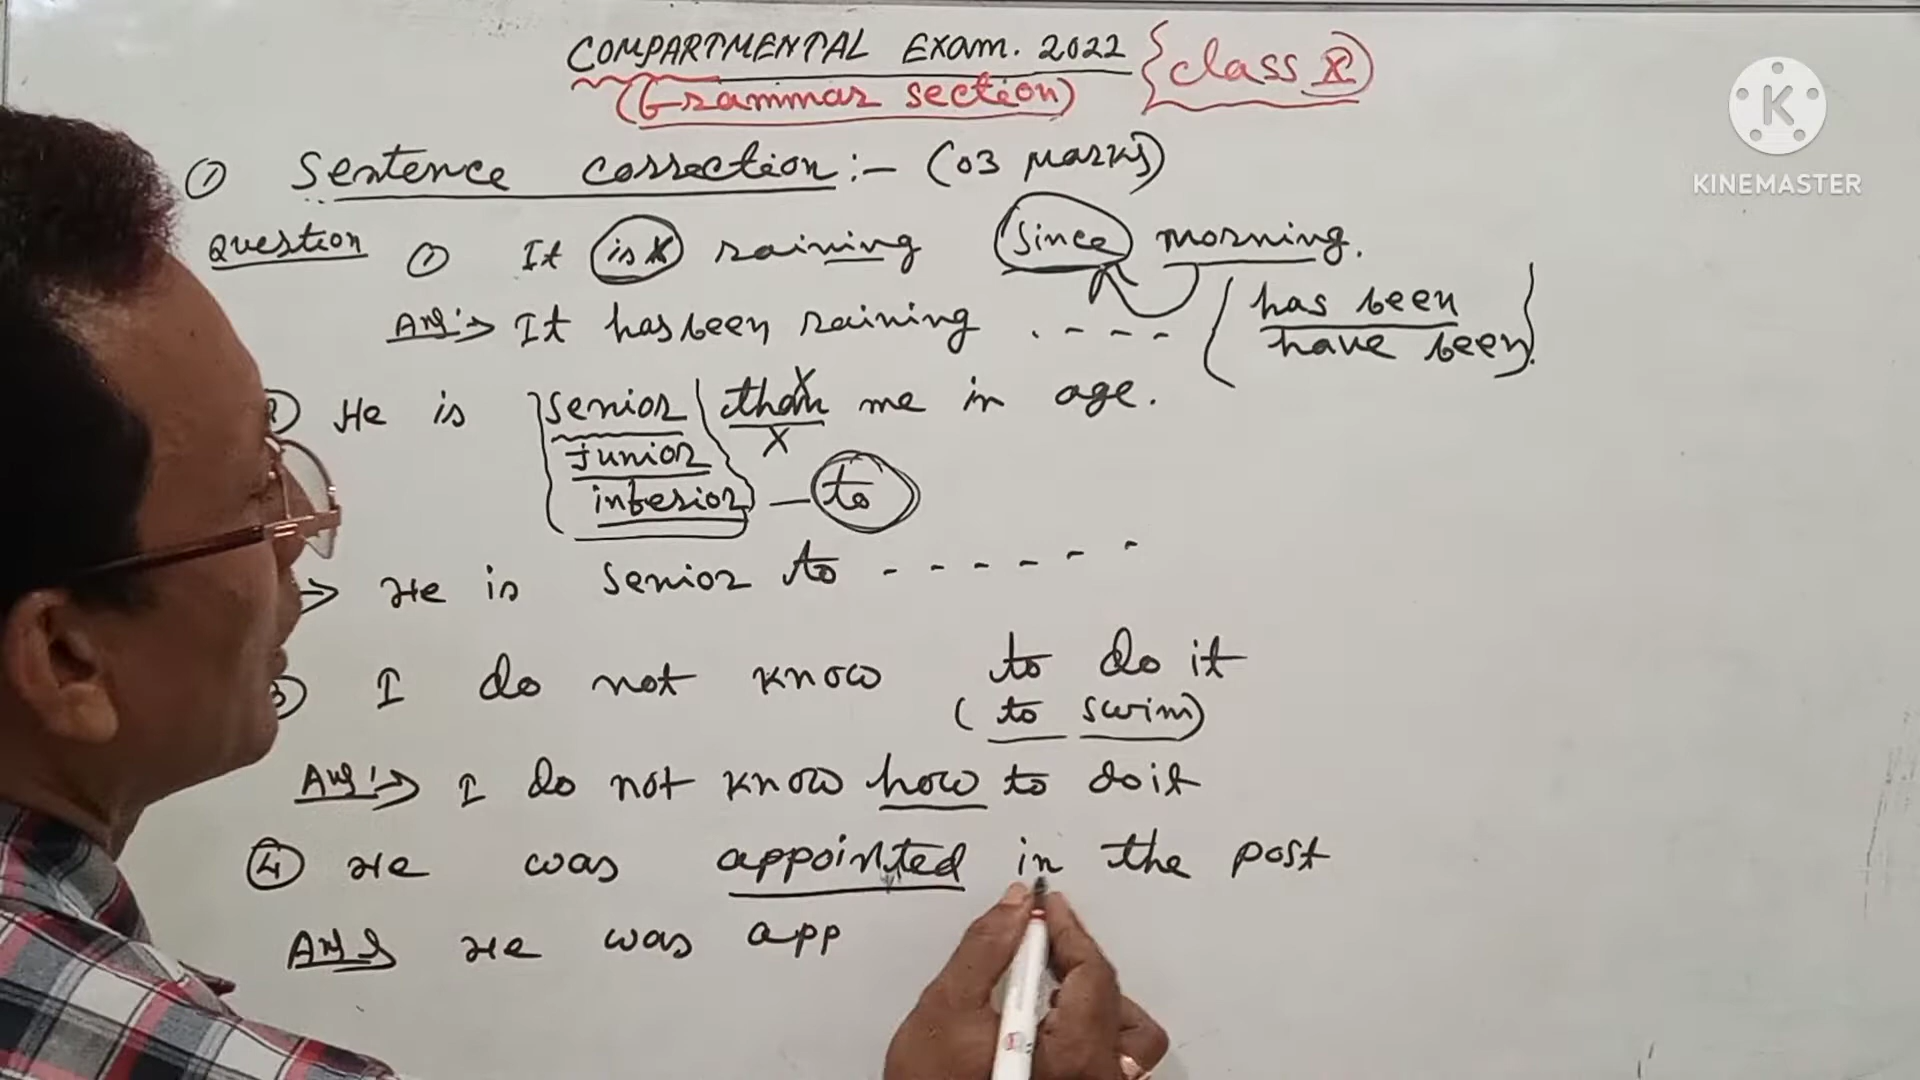 COMPARTMENTAL EXAM. 2022 {class X}
(Grammar section)
K
KINEMASTER
① Sentence correction :- (03 Marks)
Question ① It is x raining since morning.
Ans:→ It has been raining . - - - -
has been
have been
2) He is senior than me in age.
X
X
Junior
inferior — to
→ He is senior to - - - - - -
3) I do not know to do it
(to swim)
Ans:→ I do not know how to do it
④ He was appointed in the post
Ans He was app